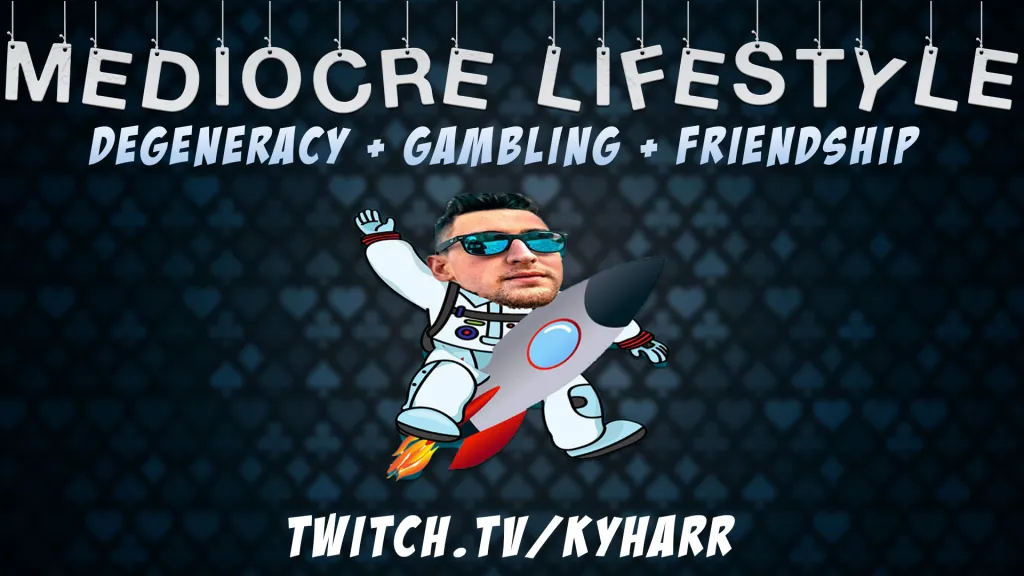 MEDIOCRE LIFESTYLE
DEGENERACY + GAMBLING + FRIENDSHIP
TWITCH.TV/KYHARR